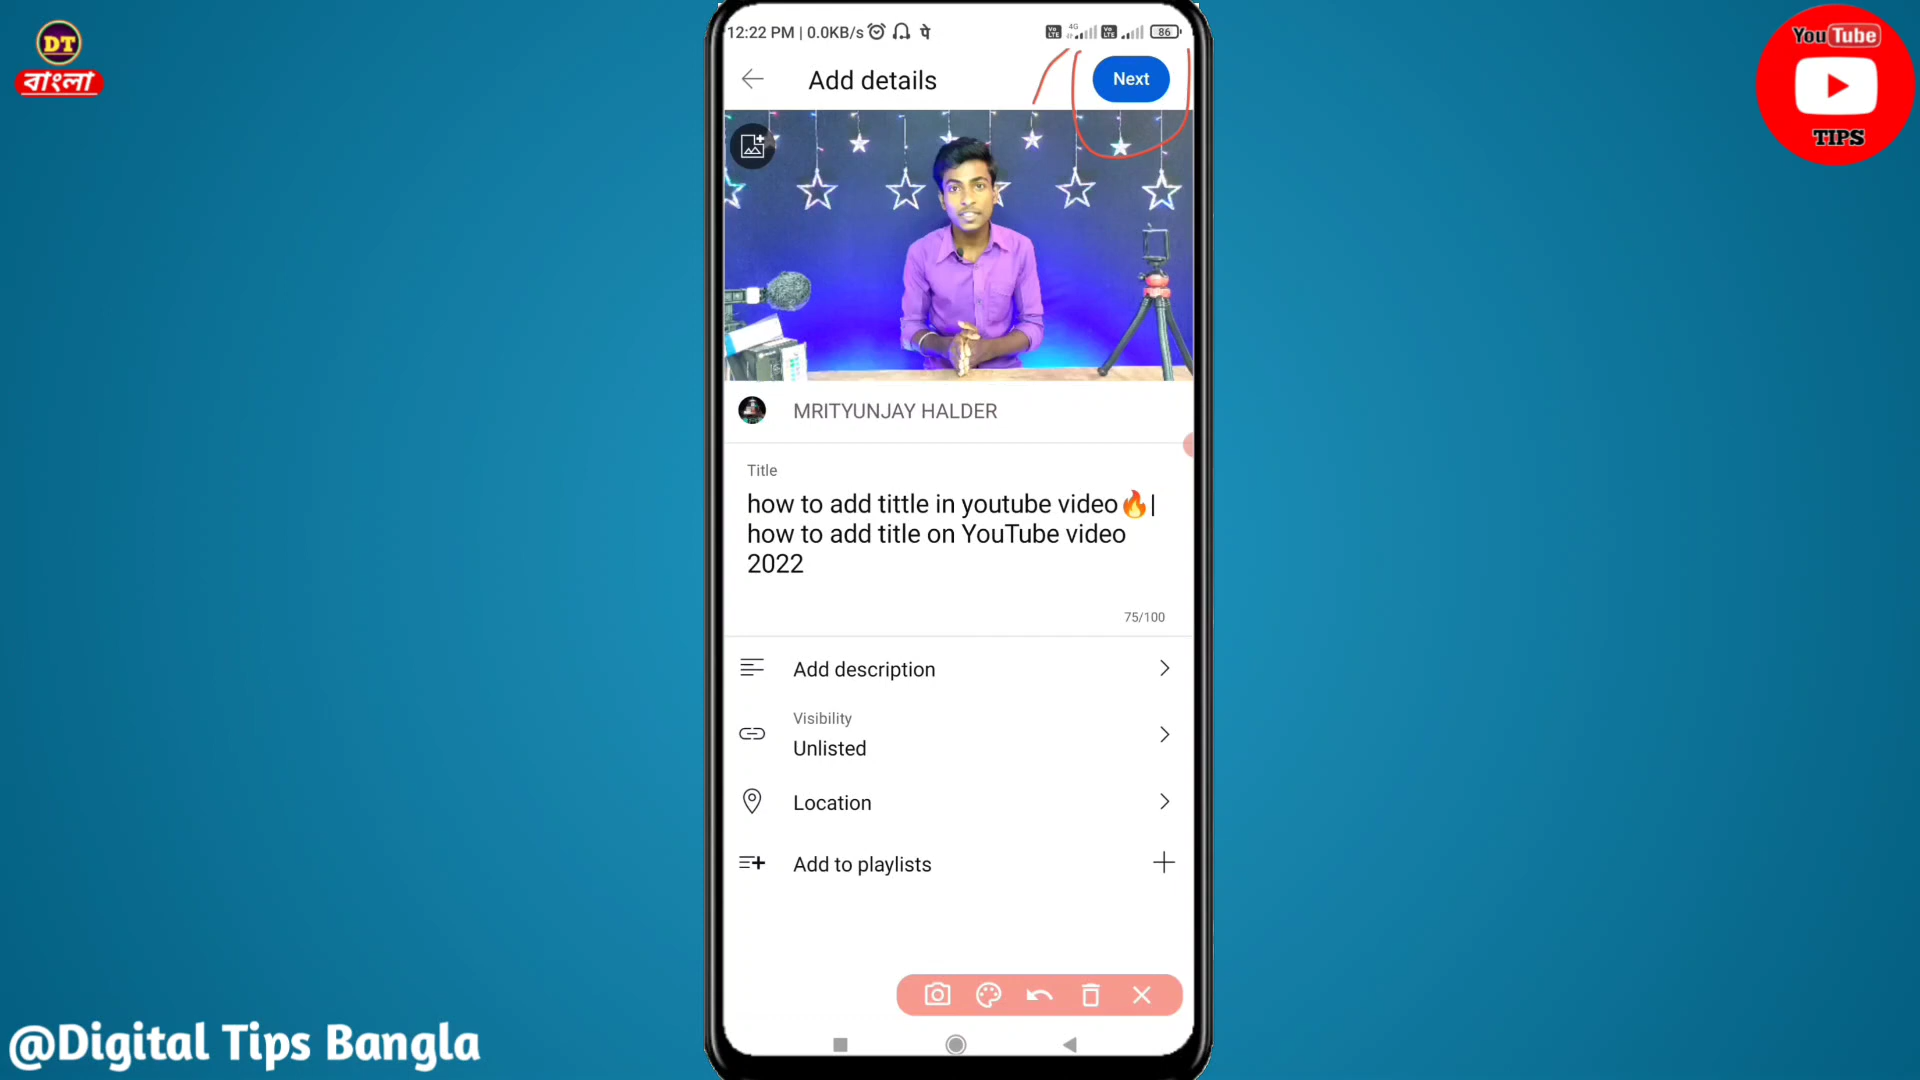 DT
বাংলা
12:22 PM | 0.0KB/s
4G
86
You Tube
TIPS
Add details
Next
MRITYUNJAY HALDER
Title
how to add tittle in youtube video🔥|
how to add title on YouTube video
2022
75/100
Add description
Visibility
Unlisted
Location
Add to playlists
@Digital Tips Bangla